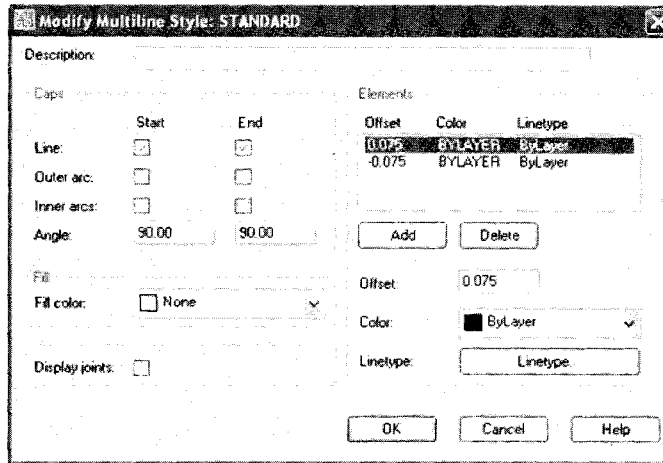 Modify Multiline Style: STANDARD
Description:
Caps
Start End
Line:
Outer arc:
Inner arcs:
Angle: 90.00 90.00
Fill
Fill color: None
Display joints:
Elements
Offset Color Linetype
0.075 BYLAYER ByLayer
-0.075 BYLAYER ByLayer
Add Delete
Offset: 0.075
Color: ByLayer
Linetype: Linetype.
OK Cancel Help